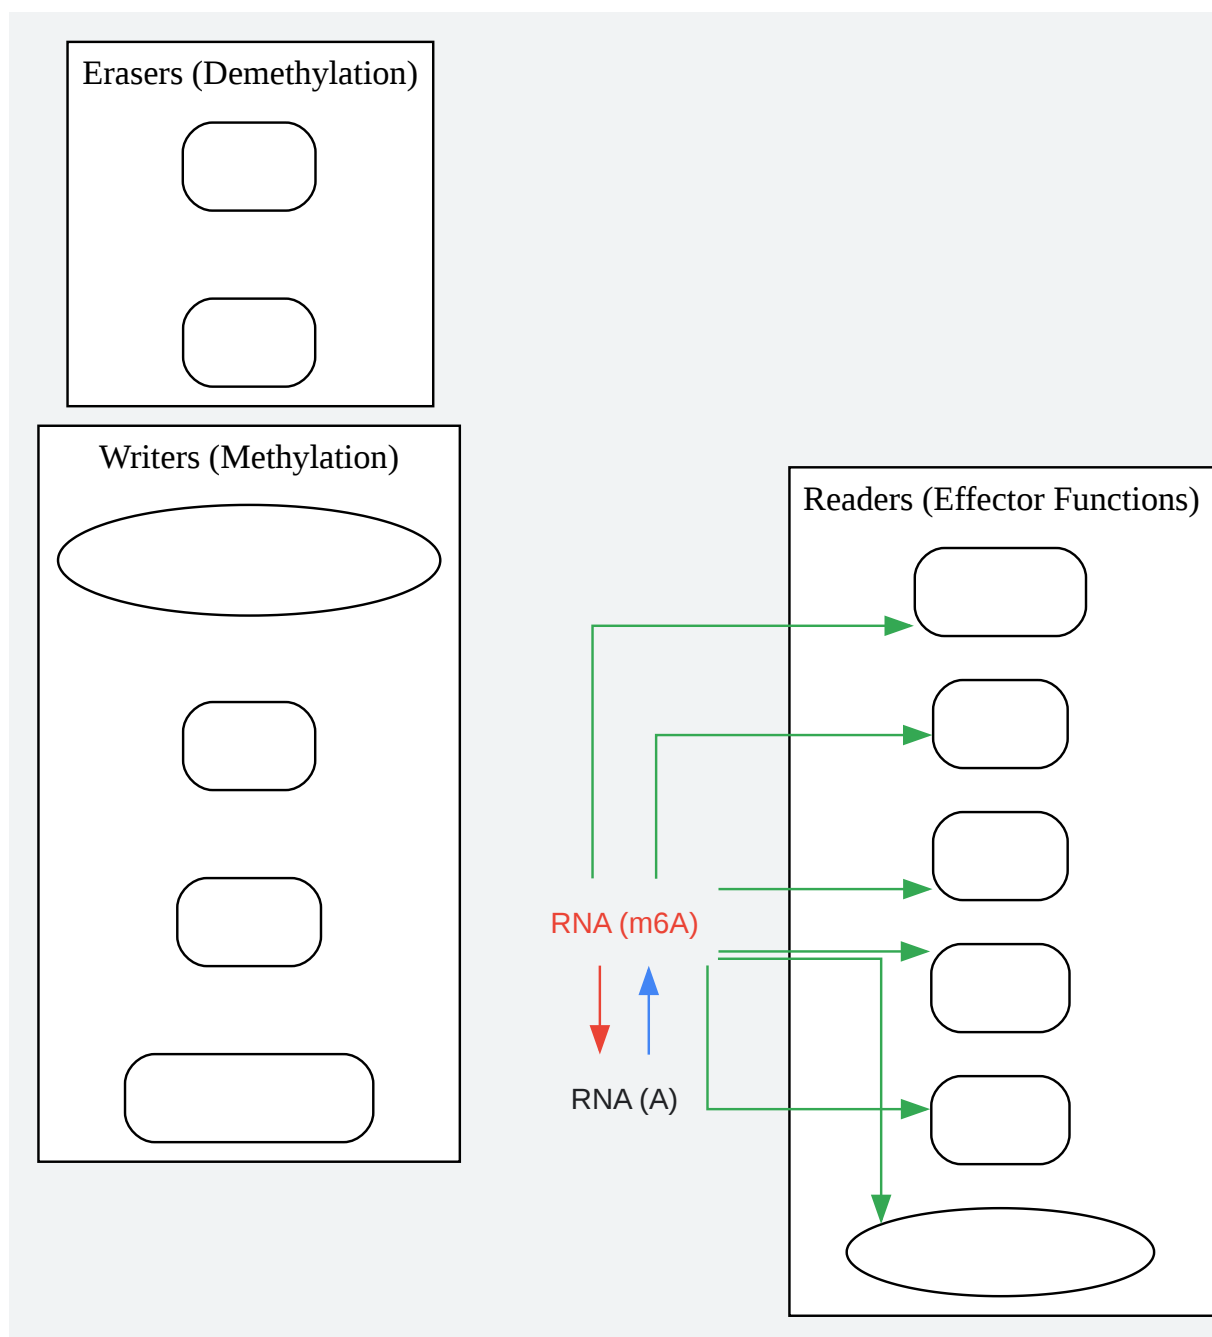 Erasers (Demethylation)
Writers (Methylation)
Readers (Effector Functions)
RNA (m6A)
RNA (A)